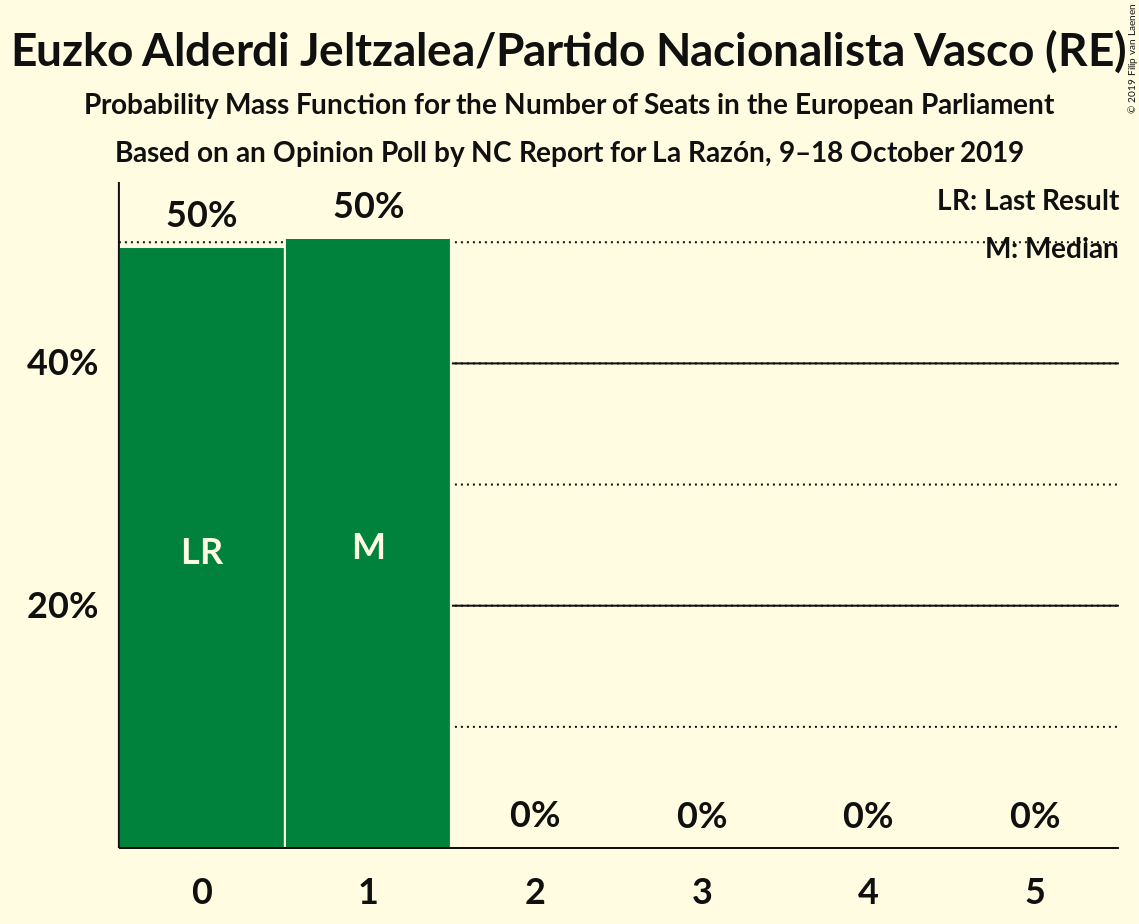 Euzko Alderdi Jeltzalea/Partido Nacionalista Vasco (RE)
Probability Mass Function for the Number of Seats in the European Parliament
Based on an Opinion Poll by NC Report for La Razón, 9–18 October 2019
© 2019 Filip van Laenen
LR: Last Result
M: Median
50%
50%
40%
20%
LR
M
0%
0%
0%
0%
0
1
2
3
4
5